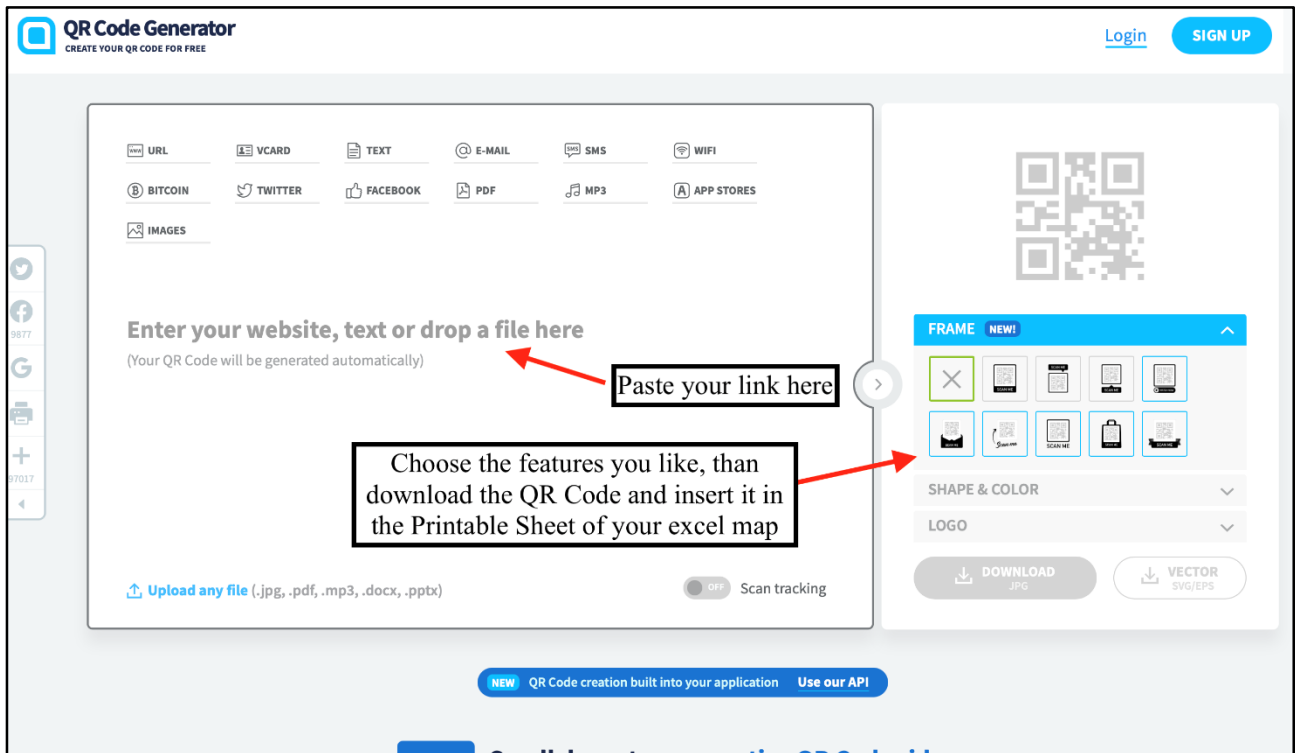 QR Code Generator
CREATE YOUR QR CODE FOR FREE
Login
SIGN UP
URL
VCARD
TEXT
E-MAIL
SMS
WIFI
BITCOIN
TWITTER
FACEBOOK
PDF
MP3
APP STORES
IMAGES
9877
97017
Enter your website, text or drop a file here
(Your QR Code will be generated automatically)
Paste your link here
Choose the features you like, than
download the QR Code and insert it in
the Printable Sheet of your excel map
Upload any file (.jpg, .pdf, .mp3, .docx, .pptx)
OFF
Scan tracking
FRAME NEW!
SCAN ME
SHAPE & COLOR
LOGO
DOWNLOAD
JPG
VECTOR
SVG/EPS
NEW QR Code creation built into your application Use our API